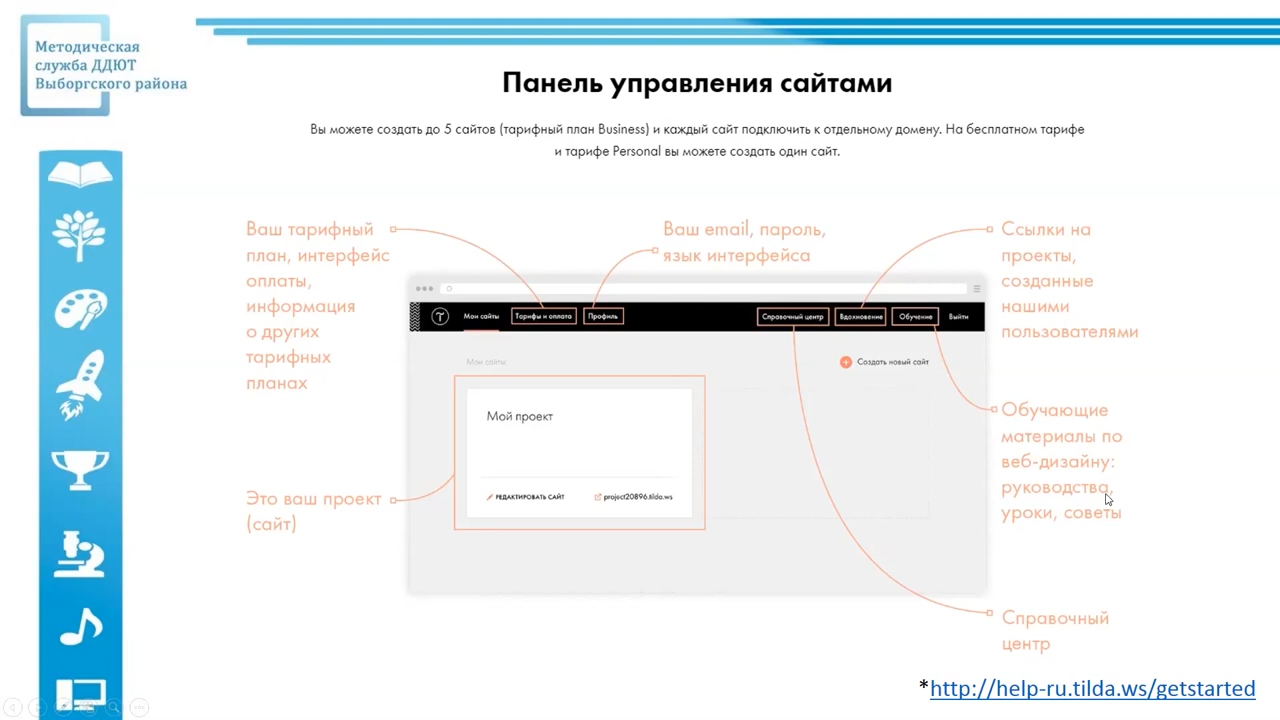 Методическая
служба ДДЮТ
Выборгского района
Панель управления сайтами
Вы можете создать до 5 сайтов (тарифный план Business) и каждый сайт подключить к отдельному домену. На бесплатном тарифе
и тарифе Personal вы можете создать один сайт.
Ваш тарифный
план, интерфейс
оплаты,
информация
о других
тарифных
планах
Ваш email, пароль,
язык интерфейса
Ссылки на
проекты,
созданные
нашими
пользователями
Мои сайты
Тарифы и оплата
Профиль
Справочный центр
Вдохновение
Обучение
Выйти
Мои сайты:
Создать новый сайт
Мой проект
РЕДАКТИРОВАТЬ САЙТ
project20896.tilda.ws
Это ваш проект
(сайт)
Обучающие
материалы по
веб-дизайну:
руководства,
уроки, советы
Справочный
центр
*http://help-ru.tilda.ws/getstarted